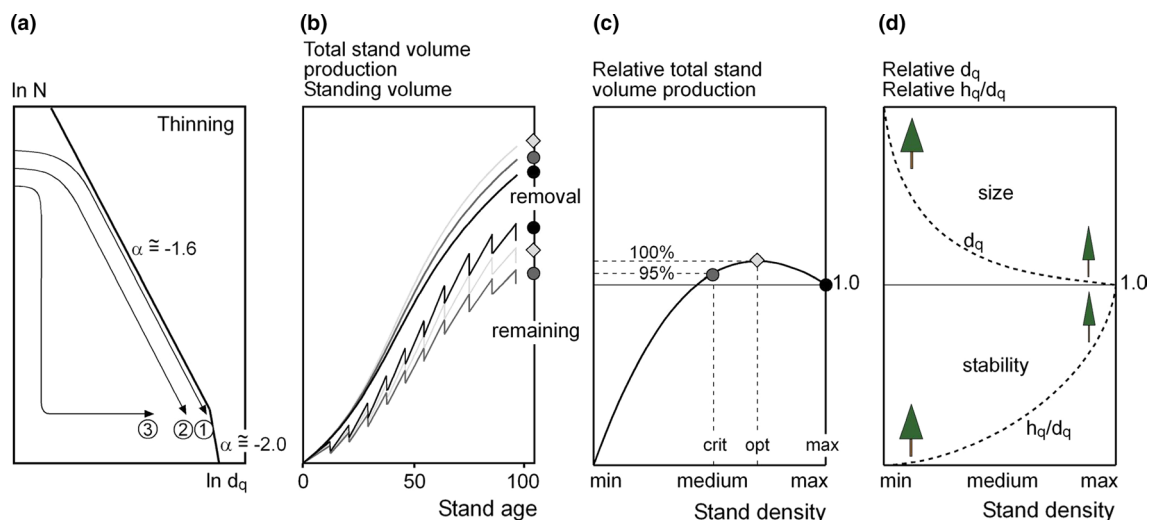 (a)
ln N
Thinning
α ≅ -1.6
③ ② ①
α ≅ -2.0
ln dq
(b)
Total stand volume
production
Standing volume
removal
remaining
0 50 100
Stand age
(c)
Relative total stand
volume production
100%
95%
1.0
crit opt max
min medium max
Stand density
(d)
Relative dq
Relative hq/dq
size
dq
1.0
stability
hq/dq
min medium max
Stand density